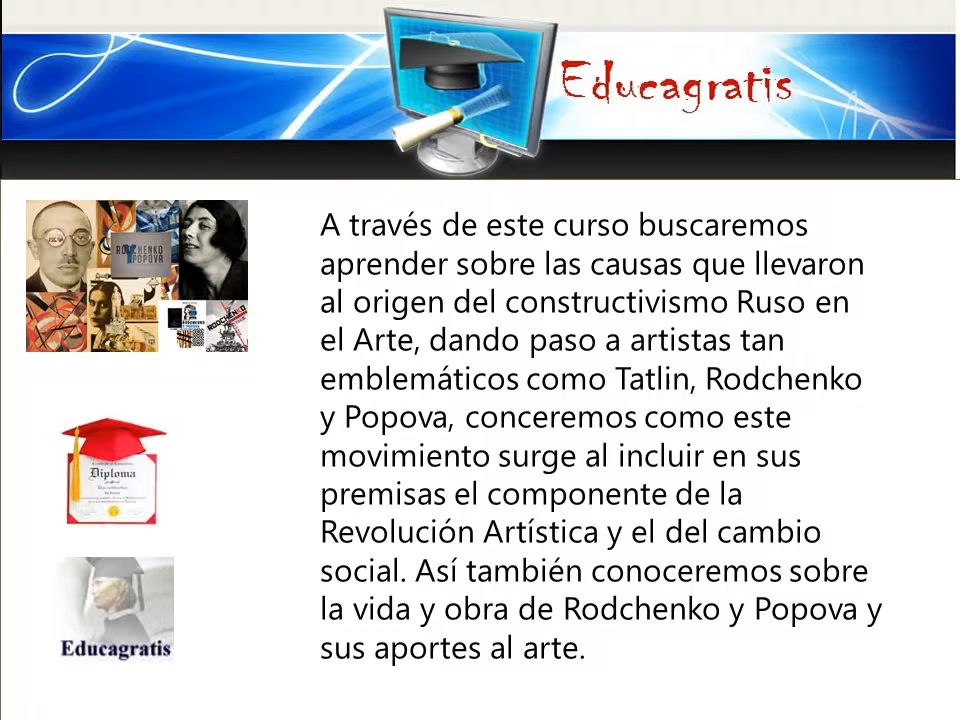 Educagratis
RODCHENKO
Y POPOVA
A través de este curso buscaremos
aprender sobre las causas que llevaron
al origen del constructivismo Ruso en
el Arte, dando paso a artistas tan
emblemáticos como Tatlin, Rodchenko
y Popova, conceremos como este
movimiento surge al incluir en sus
premisas el componente de la
Revolución Artística y el del cambio
social. Así también conoceremos sobre
la vida y obra de Rodchenko y Popova y
sus aportes al arte.
RODCHENKO
Y POPOVA
RODCHENKO
Diploma
Educagratis